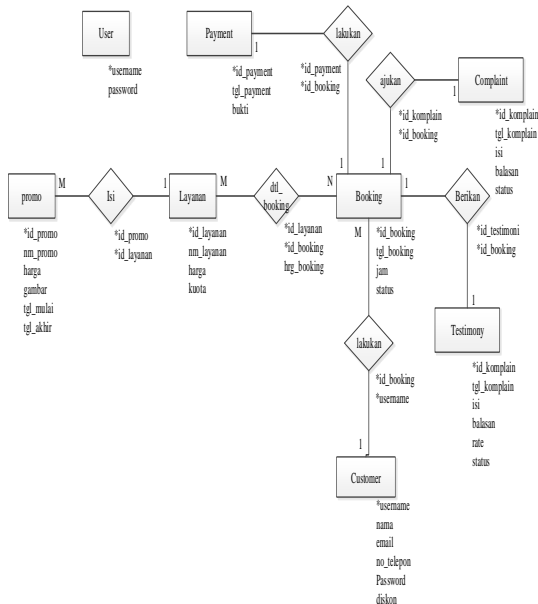 User
*username
password
Payment
1
*id_payment
tgl_payment
bukti
lakukan
*id_payment
*id_booking
1
ajukan
*id_komplain
*id_booking
1
1
Complaint
*id_komplain
tgl_komplain
isi
balasan
status
promo
M
*id_promo
nm_promo
harga
gambar
tgl_mulai
tgl_akhir
Isi
*id_promo
*id_layanan
1
Layanan
M
*id_layanan
nm_layanan
harga
kuota
dtl_
booking
*id_layanan
*id_booking
hrg_booking
N
Booking
1
M
*id_booking
tgl_booking
jam
status
Berikan
*id_testimoni
*id_booking
1
Testimony
*id_komplain
tgl_komplain
isi
balasan
rate
status
lakukan
*id_booking
*username
1
Customer
*username
nama
email
no_telepon
Password
diskon